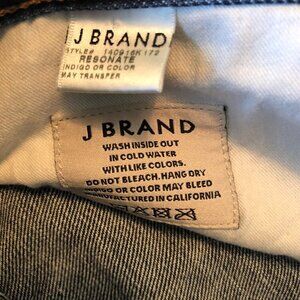 J BRAND
STYLE# 140916K172
RESONATE
INDIGO OR COLOR
MAY TRANSFER
J BRAND
WASH INSIDE OUT
IN COLD WATER
WITH LIKE COLORS.
DO NOT BLEACH. HANG DRY
INDIGO OR COLOR MAY BLEED
MANUFACTURED IN CALIFORNIA